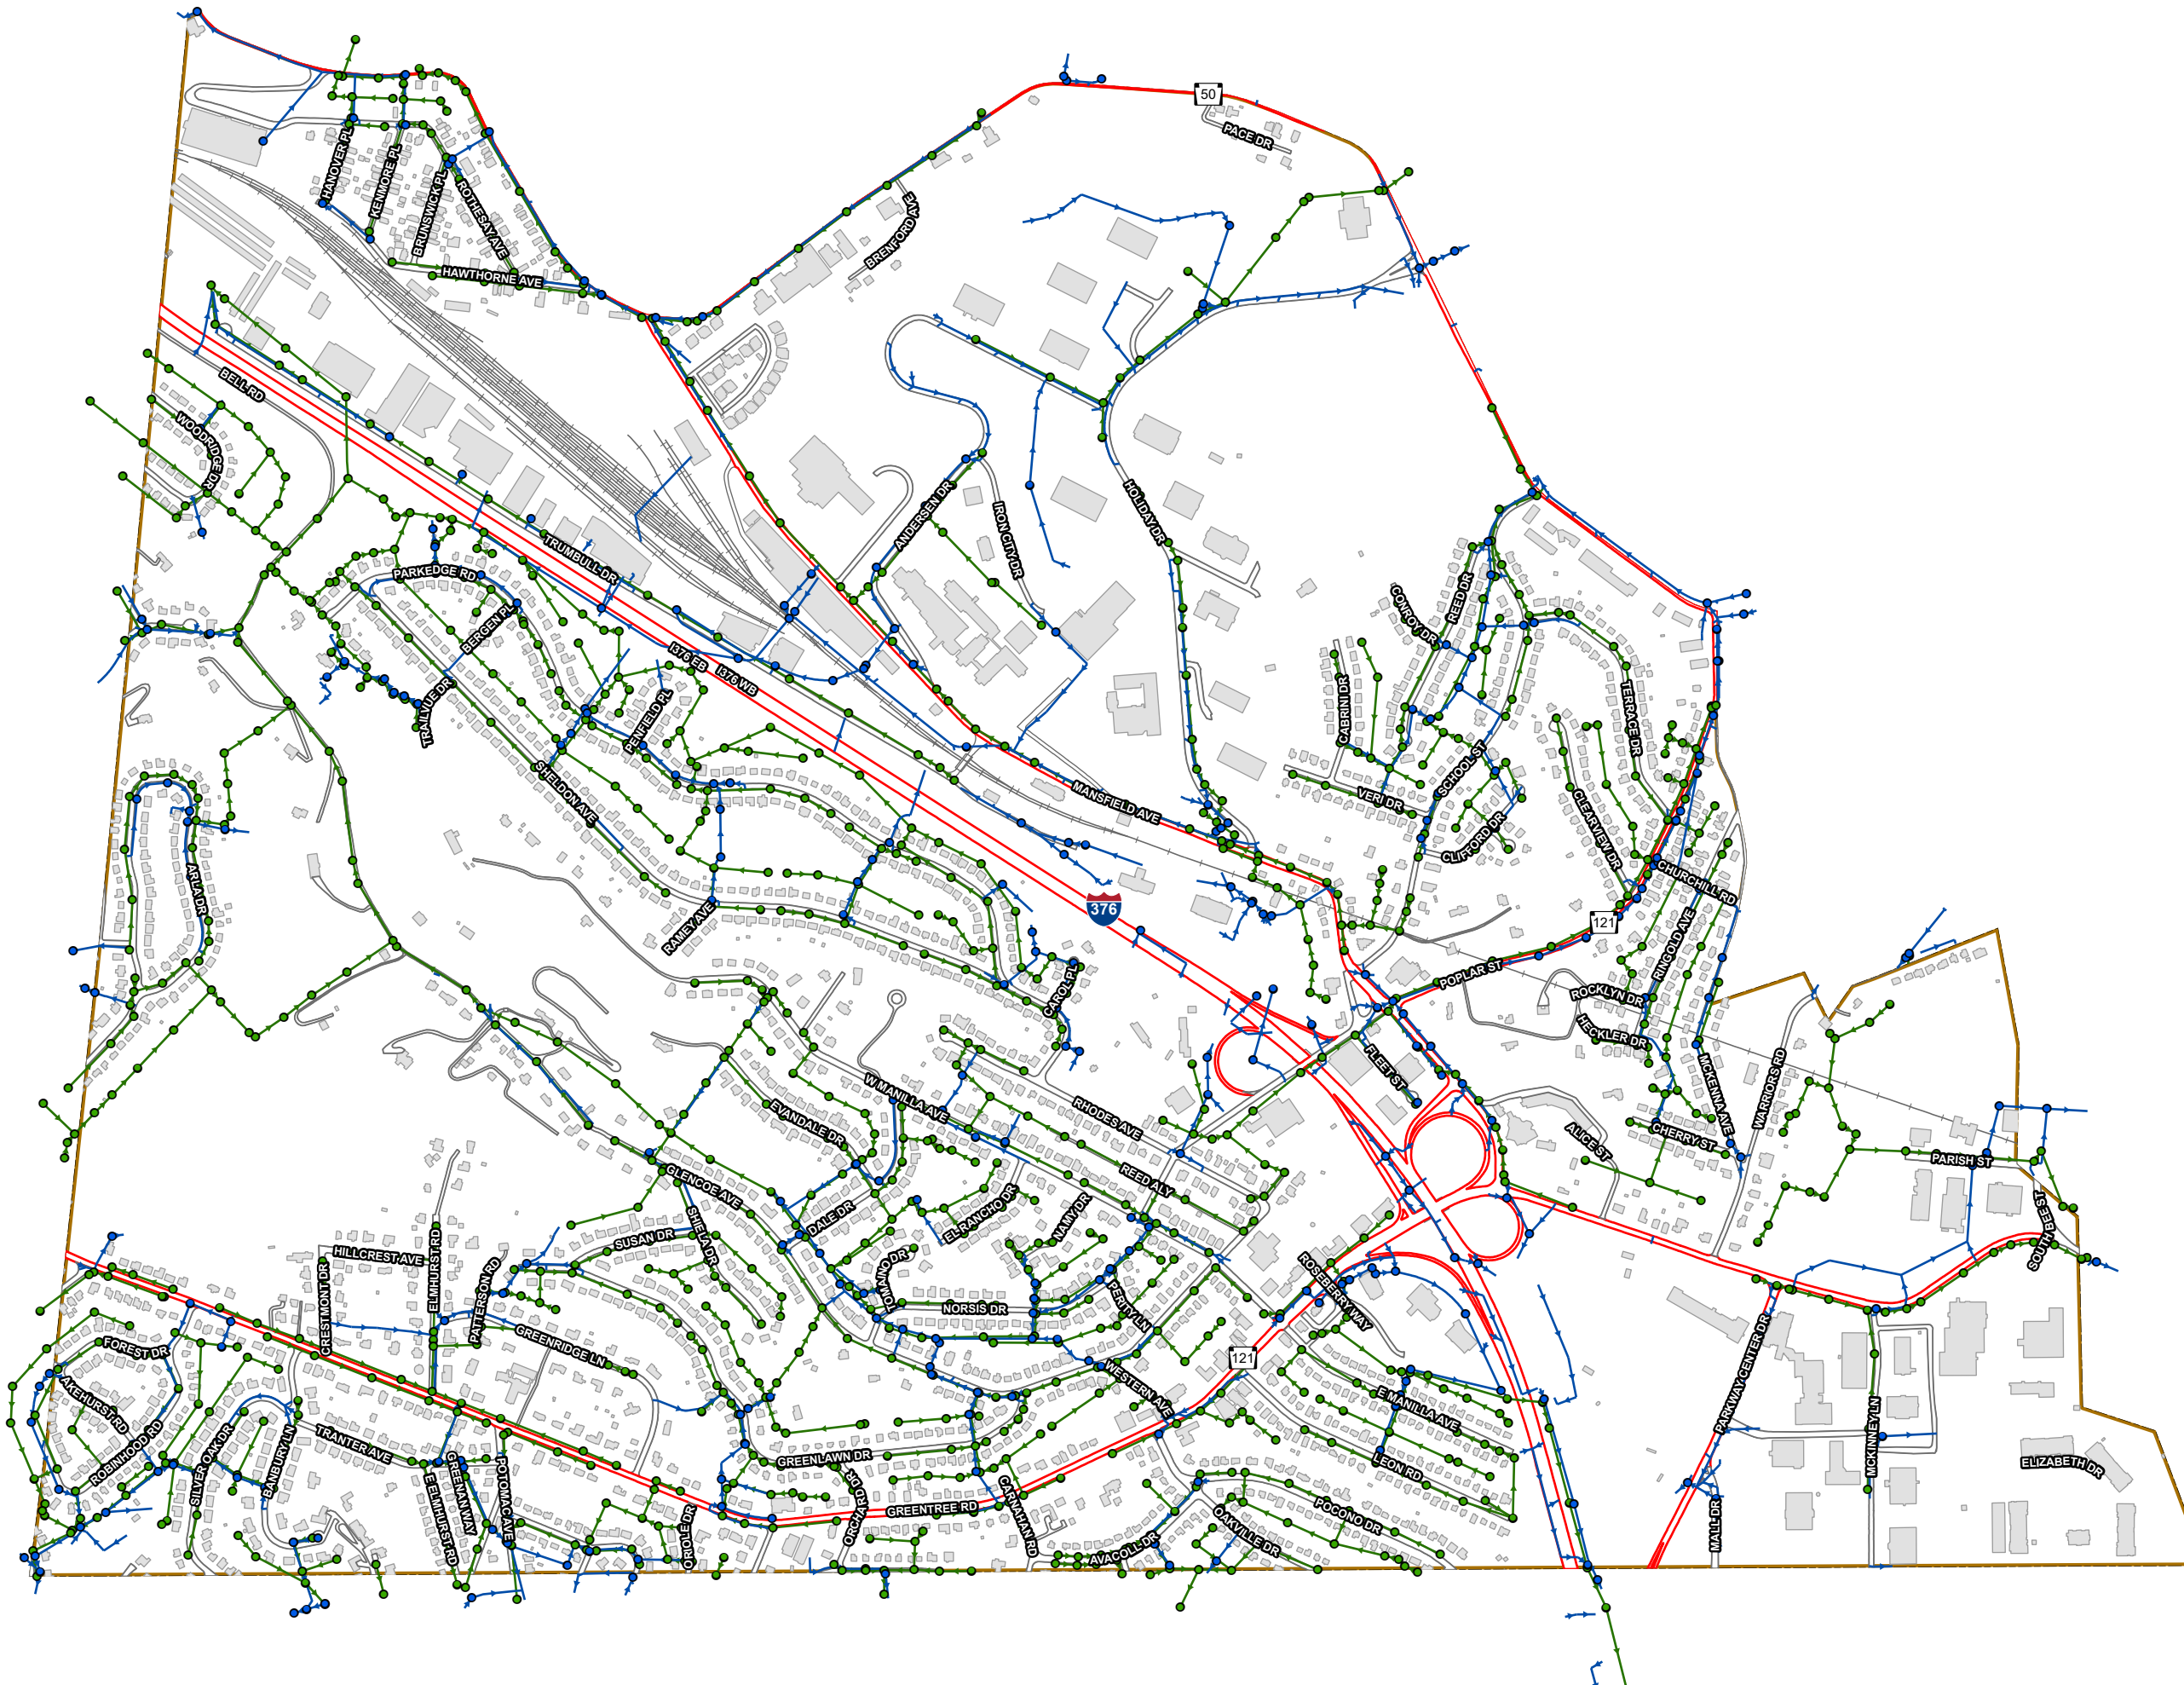 50
PACE DR
HANOVER PL
KENMORE PL
BRUNSWICK PL
ROTHESAY AVE
BRENFORD AVE
HAWTHORNE AVE
BELL RD
WOODRIDGE DR
TRUMBULL DR
ANDERSEN DR
IRON CITY DR
HOLIDAY DR
PARKEDGE RD
BERGEN PL
I376 EB
I376 WB
CONROY DR
REED DR
TRAILVUE DR
PENFIELD PL
CABRINI DR
TERRACE DR
SHELDON AVE
MANSFIELD AVE
VERI DR
SCHOOL ST
CLIFFORD DR
CLEARVIEW DR
CHURCHILL RD
ARLA DR
RAMEY AVE
376
121
RINGOLD AVE
POPLAR ST
CAROL PL
ROCKLYN DR
HECKLER DR
FLEET ST
MCKENNA AVE
WARRIORS RD
W MANILLA AVE
EVANDALE DR
RHODES AVE
CHERRY ST
ALICE ST
PARISH ST
REED ALY
GLENCOE AVE
DALE DR
EL RANCHO DR
NAMY DR
SHIELA DR
SUSAN DR
SOUTH BEE ST
HILLCREST AVE
ELMHURST RD
CRESTMONT DR
PATTERSON RD
TOMAINO DR
NORSIS DR
PERITY LN
ROSEBERRY WAY
GREENRIDGE LN
FOREST DR
121
PARKWAY CENTER DR
AKEHURST RD
WESTERN AVE
E MANILLA AVE
ROBINHOOD RD
SILVER OAK DR
BANBURY LN
TRANTER AVE
GREENLAWN DR
LEON RD
MCKINNEY LN
ELIZABETH DR
E ELMHURST RD
GREENAN WAY
POTOMAC AVE
ORIOLE DR
ORCHARD DR
GREENTREE RD
CARNAHAN RD
POCONO DR
OAKVILLE DR
AVACOLL DR
MALL DR